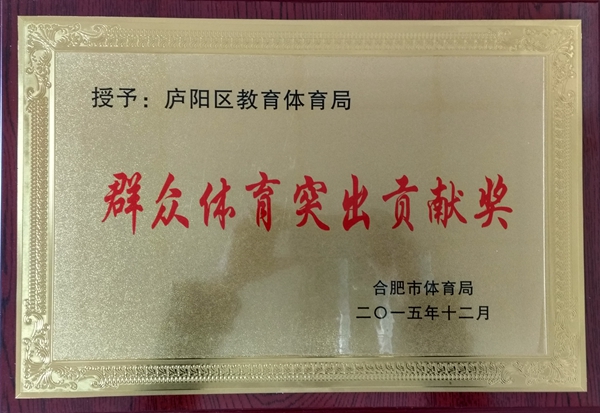 授予：庐阳区教育体育局
群众体育突出贡献奖
合肥市体育局
二〇一五年十二月